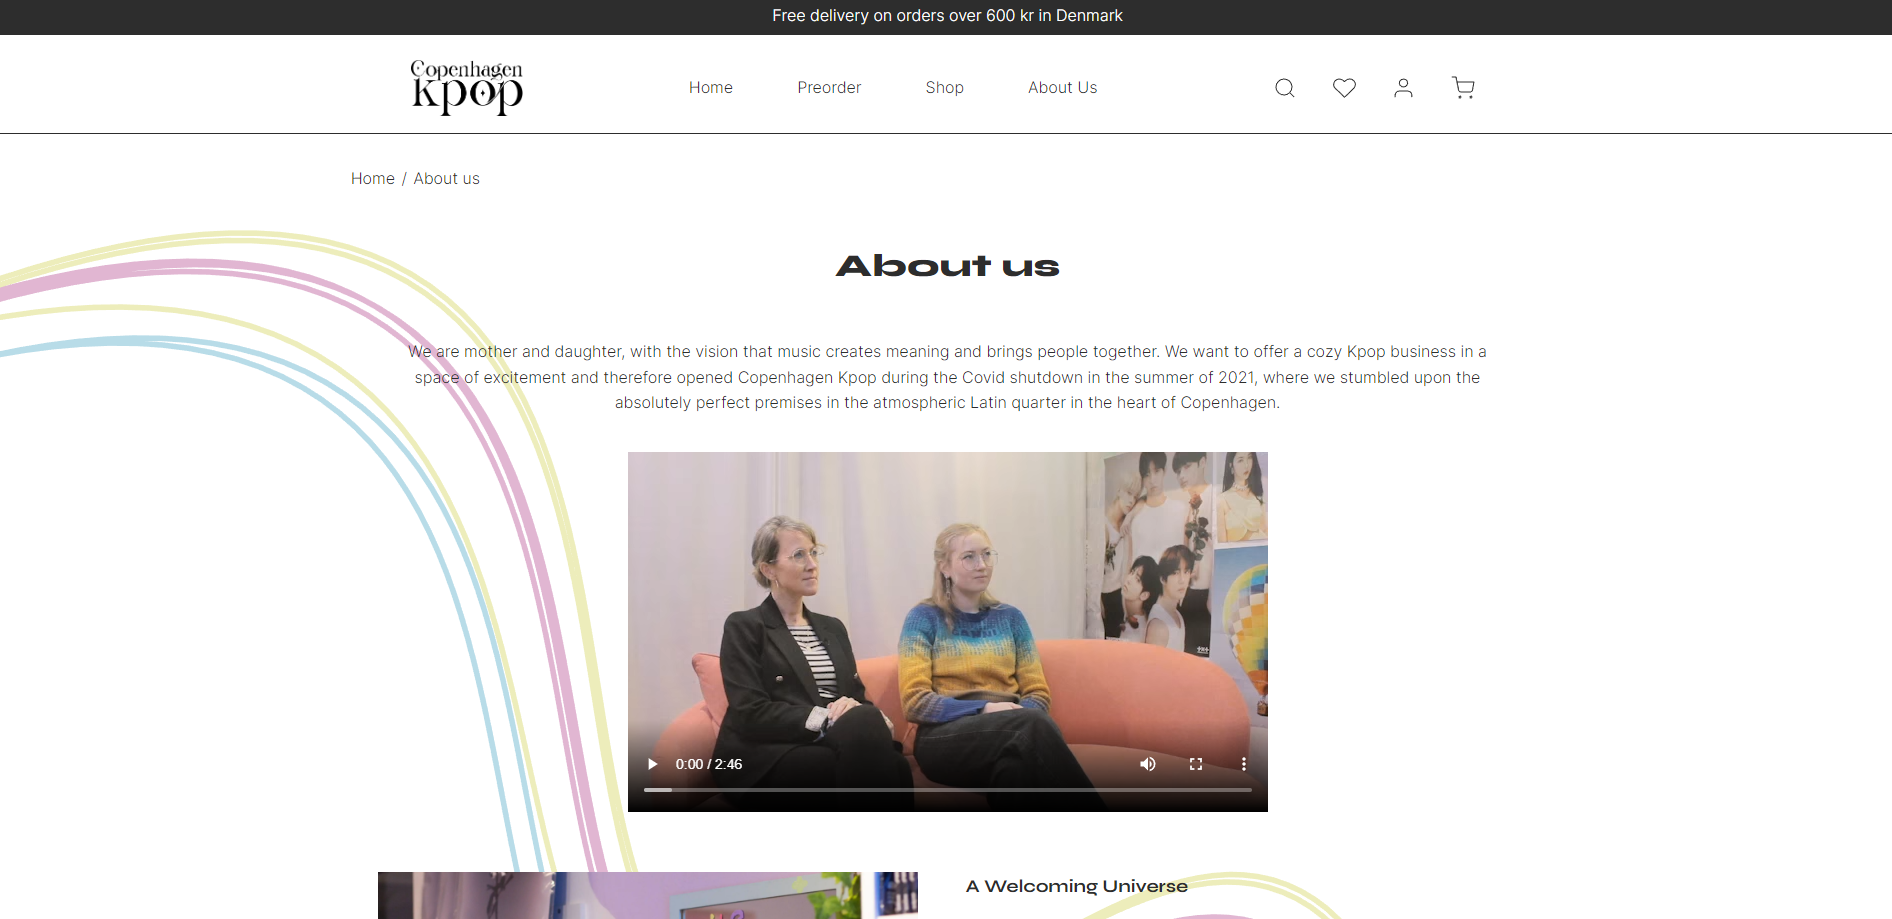 Free delivery on orders over 600 kr in Denmark
Copenhagen
kpop
Home
Preorder
Shop
About Us
Home / About us
About us
We are mother and daughter, with the vision that music creates meaning and brings people together. We want to offer a cozy Kpop business in a
space of excitement and therefore opened Copenhagen Kpop during the Covid shutdown in the summer of 2021, where we stumbled upon the
absolutely perfect premises in the atmospheric Latin quarter in the heart of Copenhagen.
0:00 / 2:46
A Welcoming Universe